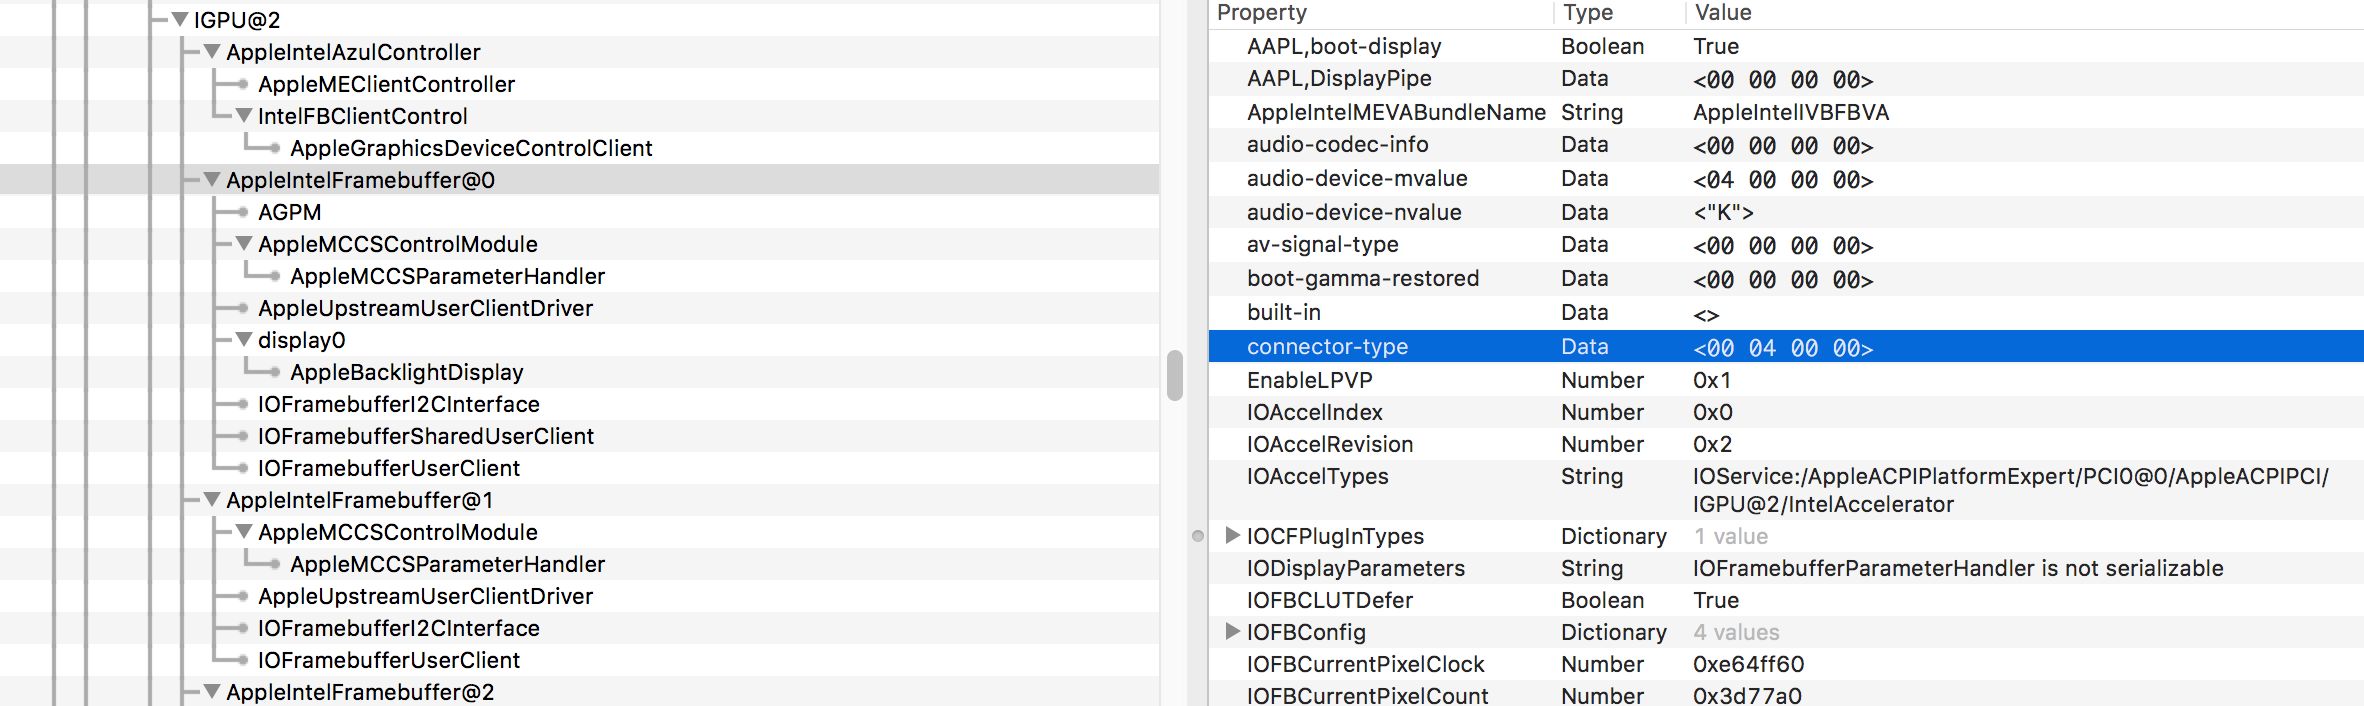 IGPU@2
AppleIntelAzulController
AppleMEClientController
IntelFBClientControl
AppleGraphicsDeviceControlClient
AppleIntelFramebuffer@0
AGPM
AppleMCCSControlModule
AppleMCCSParameterHandler
AppleUpstreamUserClientDriver
display0
AppleBacklightDisplay
IOFramebufferI2CInterface
IOFramebufferSharedUserClient
IOFramebufferUserClient
AppleIntelFramebuffer@1
AppleMCCSControlModule
AppleMCCSParameterHandler
AppleUpstreamUserClientDriver
IOFramebufferI2CInterface
IOFramebufferUserClient
AppleIntelFramebuffer@2
Property Type Value
AAPL,boot-display Boolean True
AAPL,DisplayPipe Data <00 00 00 00>
AppleIntelMEVABundleName String AppleIntelIVBFBVA
audio-codec-info Data <00 00 00 00>
audio-device-mvalue Data <04 00 00 00>
audio-device-nvalue Data <"K">
av-signal-type Data <00 00 00 00>
boot-gamma-restored Data <00 00 00 00>
built-in Data <>
connector-type Data <00 04 00 00>
EnableLPVP Number 0x1
IOAccelIndex Number 0x0
IOAccelRevision Number 0x2
IOAccelTypes String IOService:/AppleACPIPlatformExpert/PCI0@0/AppleACPIPCI/
IGPU@2/IntelAccelerator
IOCFPlugInTypes Dictionary 1 value
IODisplayParameters String IOFramebufferParameterHandler is not serializable
IOFBCLUTDefer Boolean True
IOFBConfig Dictionary 4 values
IOFBCurrentPixelClock Number 0xe64ff60
IOFBCurrentPixelCount Number 0x3d77a0